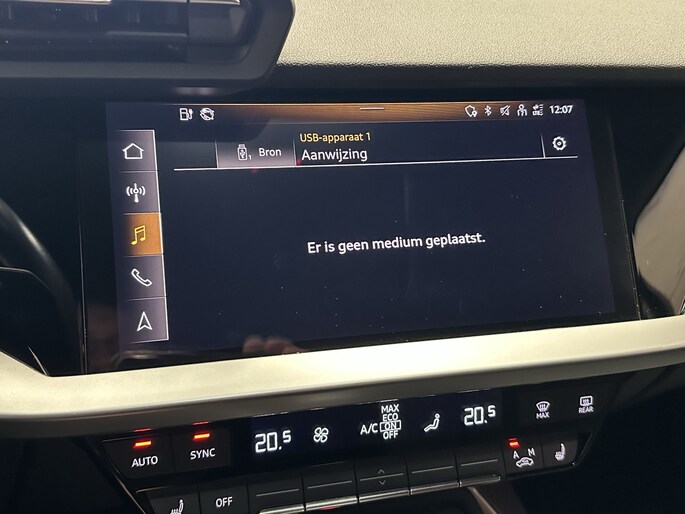 12:07
USB-apparaat 1
1 Bron
Aanwijzing
Er is geen medium geplaatst.
MAX
ECO
20.5 A/C ON 20.5
OFF
MAX REAR
AUTO SYNC
A M
OFF